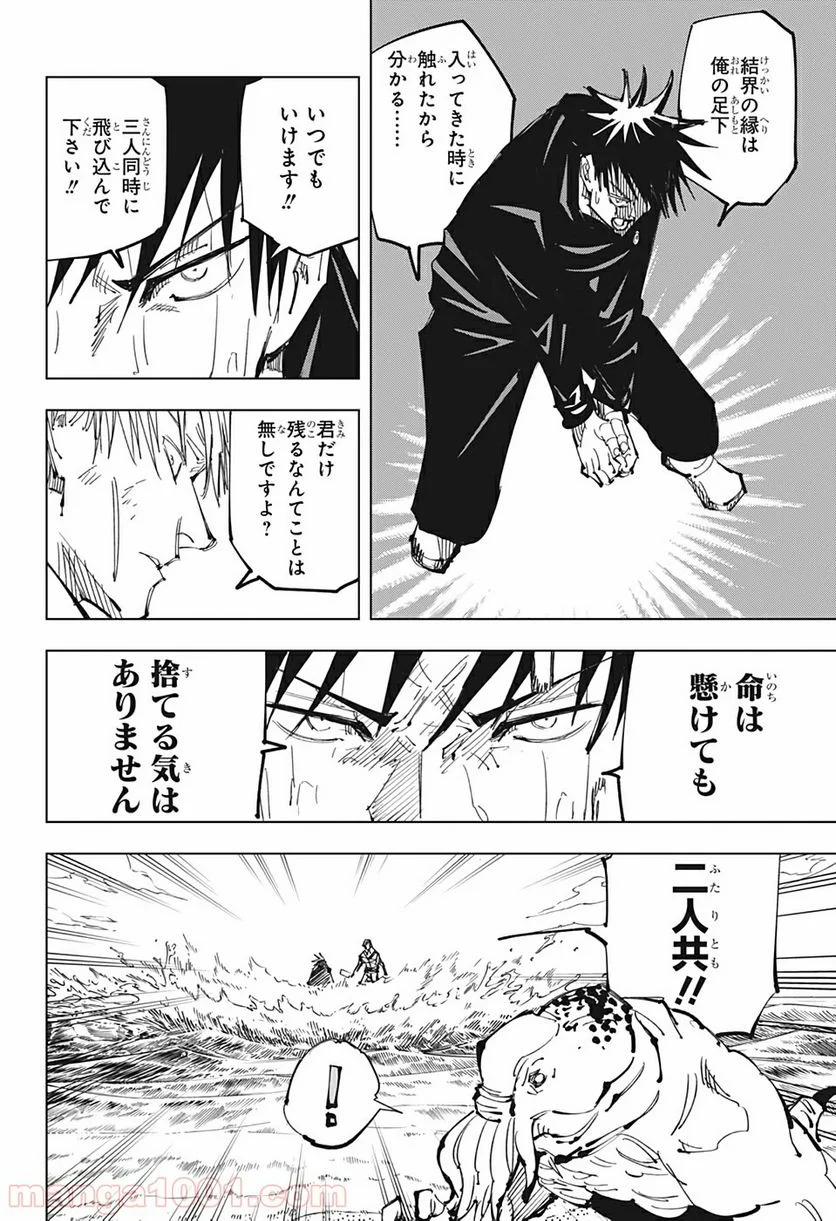 結界の縁は
俺の足下
入ってきた時に
触れたから
分かる……
いつでも
いけます!!
三人同時に
飛び込んで
下さい!!
君だけ
残るなんてことは
無しですよ?
命は
懸けても
捨てる気は
ありません
二人共!!
!
manga1001.com